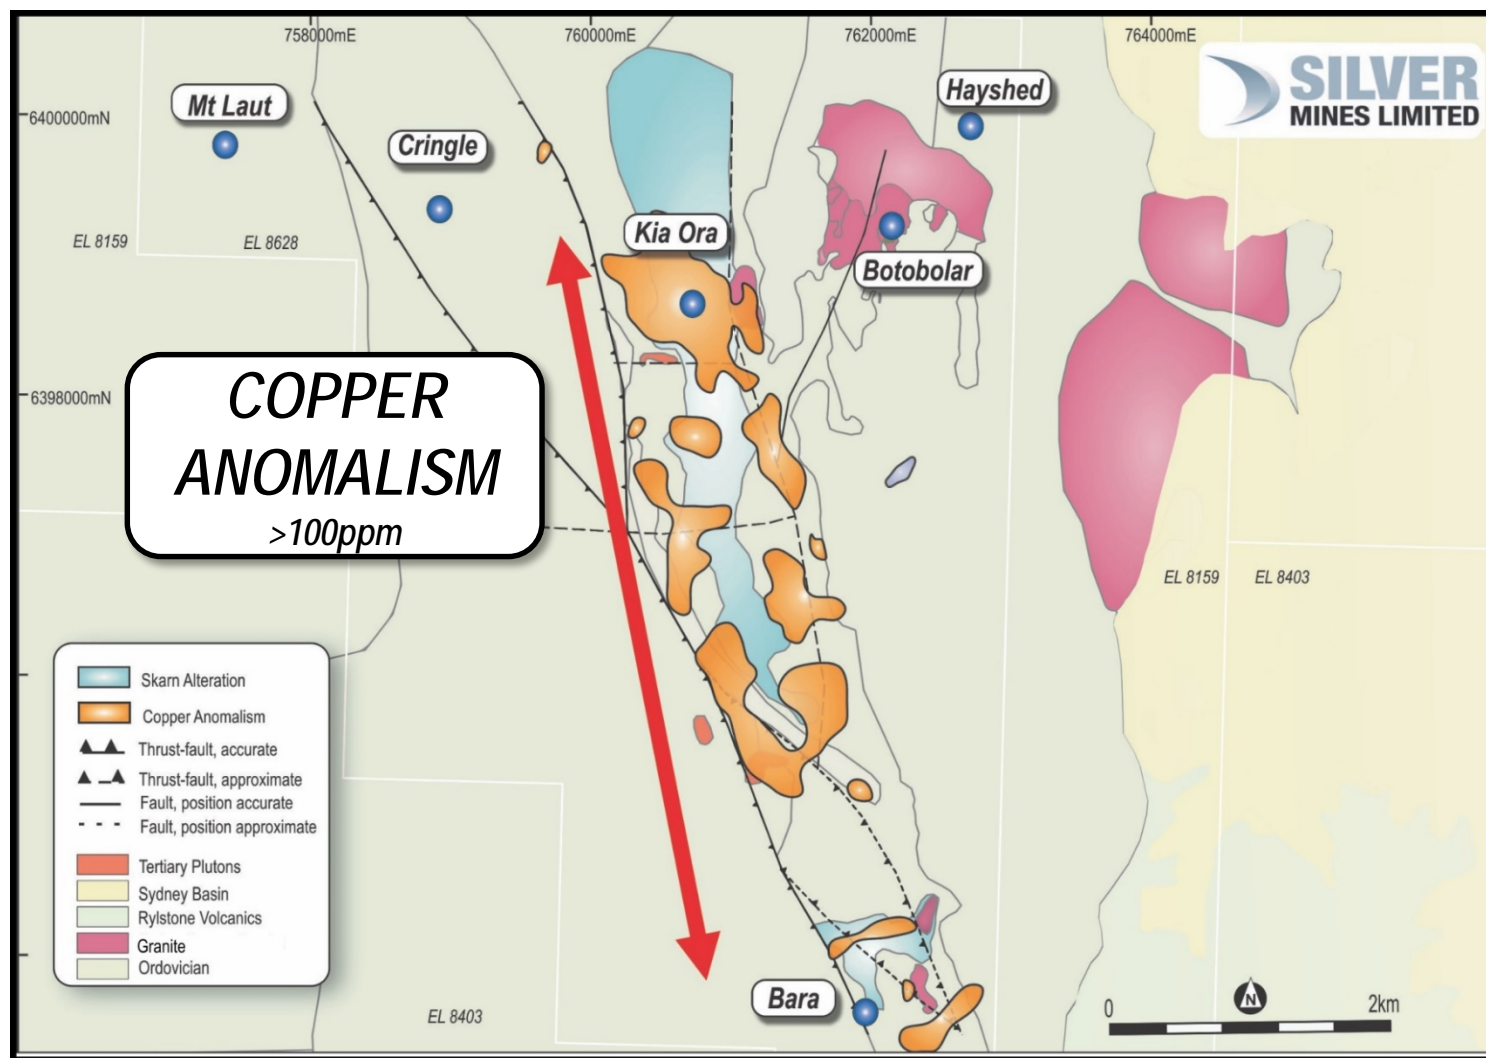 758000mE
760000mE
762000mE
764000mE
SILVER
MINES LIMITED
6400000mN
Mt Laut
Cringle
Hayshed
EL 8159
EL 8628
Kia Ora
Botobolar
6398000mN
COPPER
ANOMALISM
>100ppm
EL 8159
EL 8403
Skarn Alteration
Copper Anomalism
Thrust-fault, accurate
Thrust-fault, approximate
Fault, position accurate
Fault, position approximate
Tertiary Plutons
Sydney Basin
Rylstone Volcanics
Granite
Ordovician
EL 8403
Bara
N
0
2km